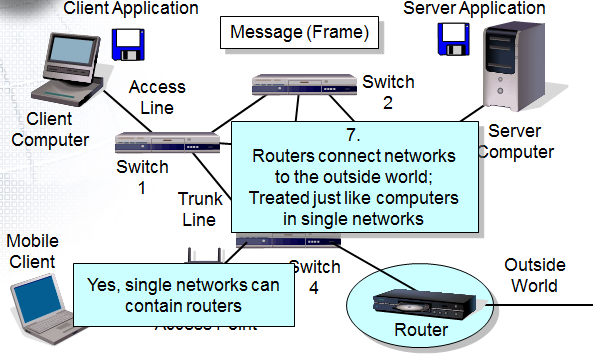 Client Application
Server Application
Message (Frame)
Access
Line
Switch
2
Client
Computer
Server
Computer
Switch
1
7.
Routers connect networks
to the outside world;
Treated just like computers
in single networks
Trunk
Line
Mobile
Client
Switch
4
Outside
World
Yes, single networks can
contain routers
Point
Router